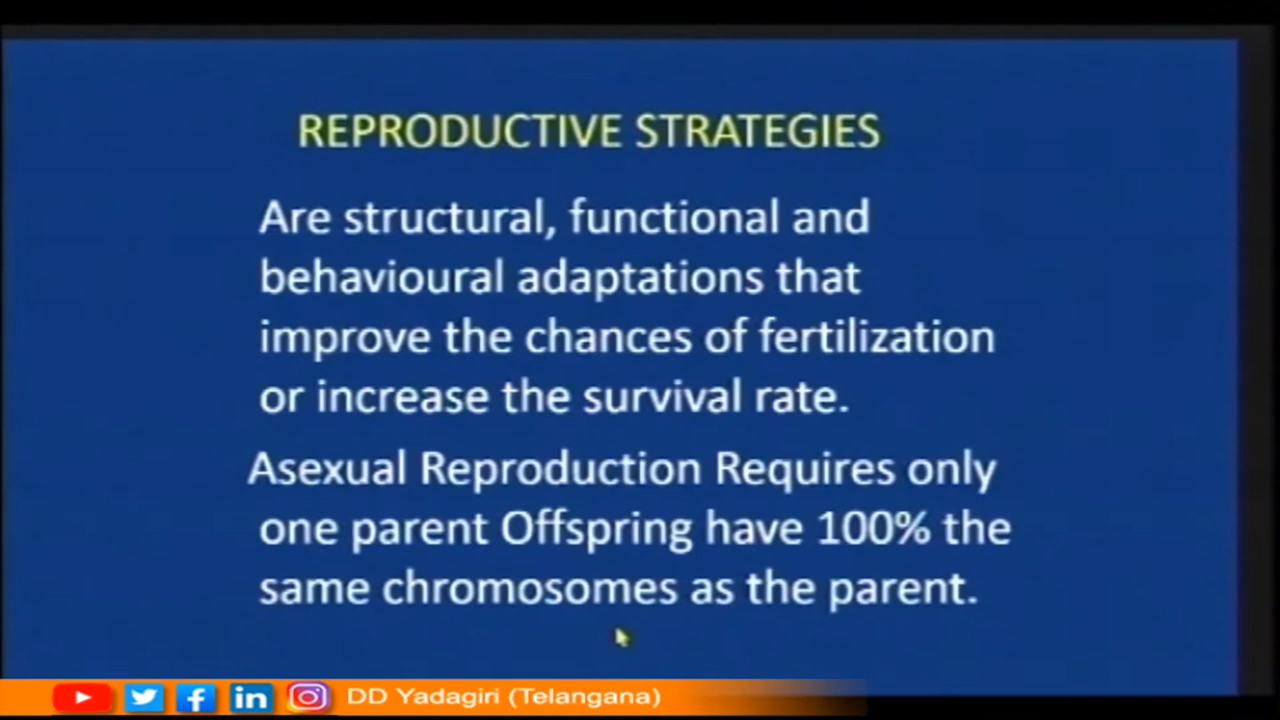 REPRODUCTIVE STRATEGIES
Are structural, functional and
behavioural adaptations that
improve the chances of fertilization
or increase the survival rate.
Asexual Reproduction Requires only
one parent Offspring have 100% the
same chromosomes as the parent.
DD Yadagiri (Telangana)